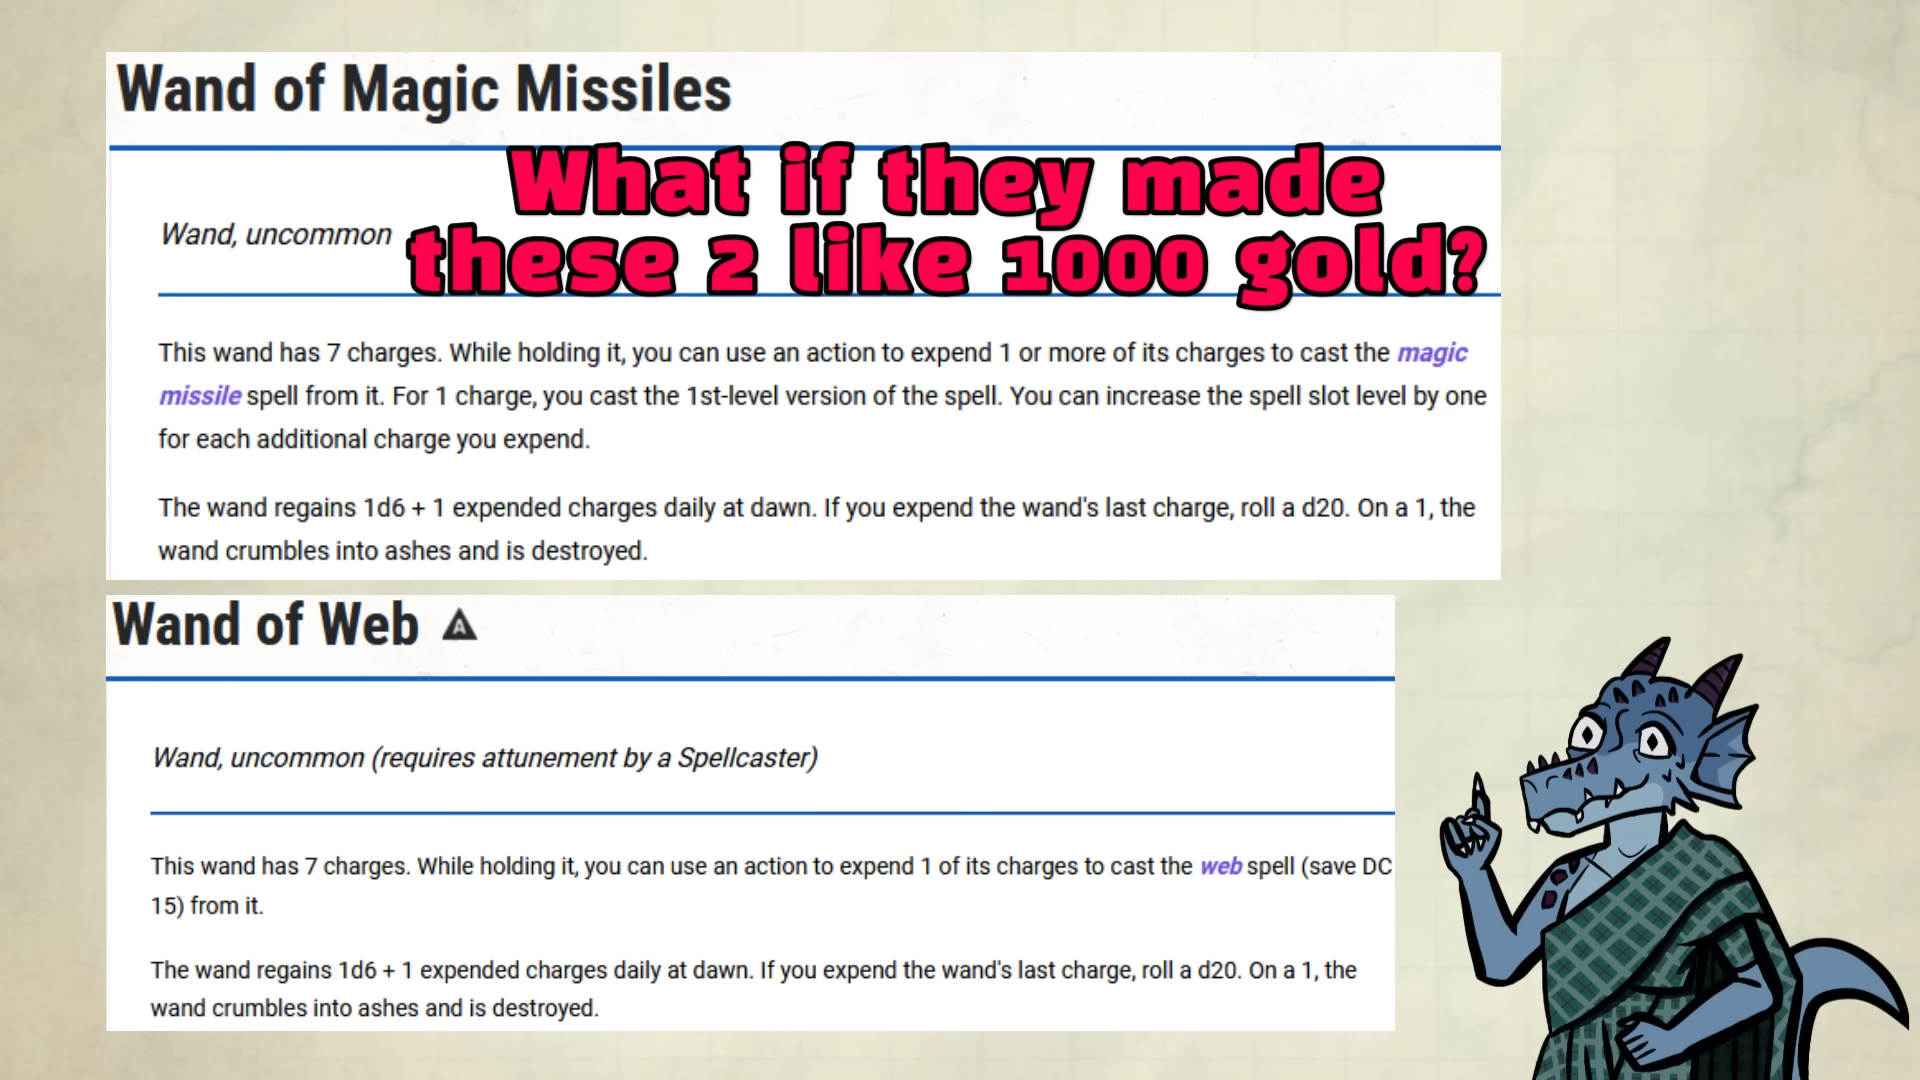 Wand of Magic Missiles
What if they made
Wand, uncommon
these 2 like 1000 gold?
This wand has 7 charges. While holding it, you can use an action to expend 1 or more of its charges to cast the magic
missile spell from it. For 1 charge, you cast the 1st-level version of the spell. You can increase the spell slot level by one
for each additional charge you expend.
The wand regains 1d6 + 1 expended charges daily at dawn. If you expend the wand's last charge, roll a d20. On a 1, the
wand crumbles into ashes and is destroyed.
Wand of Web A
Wand, uncommon (requires attunement by a Spellcaster)
This wand has 7 charges. While holding it, you can use an action to expend 1 of its charges to cast the web spell (save DC
15) from it.
The wand regains 1d6 + 1 expended charges daily at dawn. If you expend the wand's last charge, roll a d20. On a 1, the
wand crumbles into ashes and is destroyed.